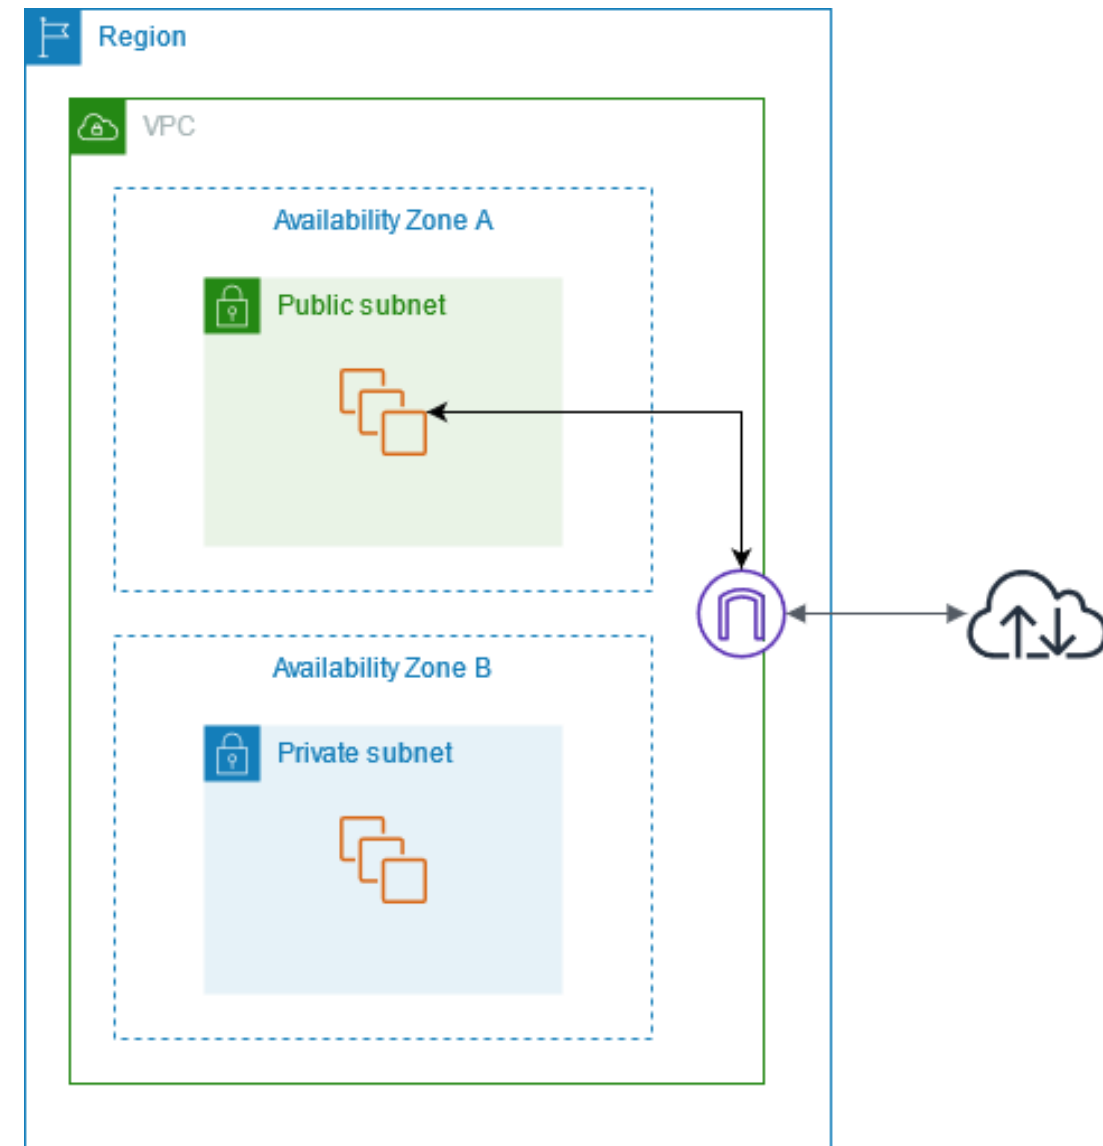 Region
VPC
Availability Zone A
Public subnet
Availability Zone B
Private subnet